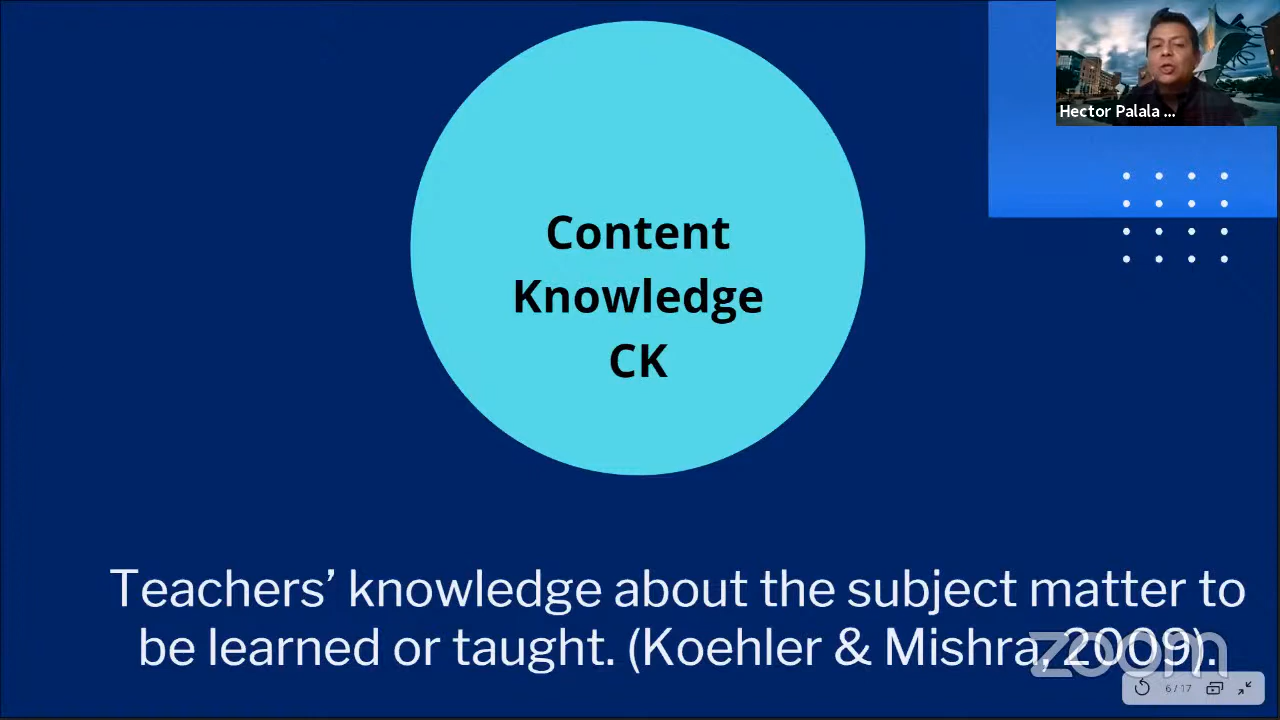 Hector Palala ...
Content
Knowledge
CK
Teachers’ knowledge about the subject matter to
be learned or taught. (Koehler & Mishra, 2009).
zoom
6 / 17